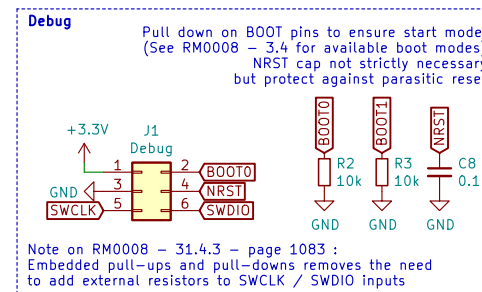 Debug
Pull down on BOOT pins to ensure start mode
(See RM0008 - 3.4 for available boot modes
NRST cap not strictly necessary
but protect against parasitic rese
BOOT0
BOOT1
NRST
+3.3V
J1
Debug
1
2
BOOT0
GND
3
4
NRST
SWCLK
5
6
SWDIO
R2
10k
R3
10k
C8
0.1
GND
GND
GND
Note on RM0008 - 31.4.3 - page 1083 :
Embedded pull-ups and pull-downs removes the need
to add external resistors to SWCLK / SWDIO inputs